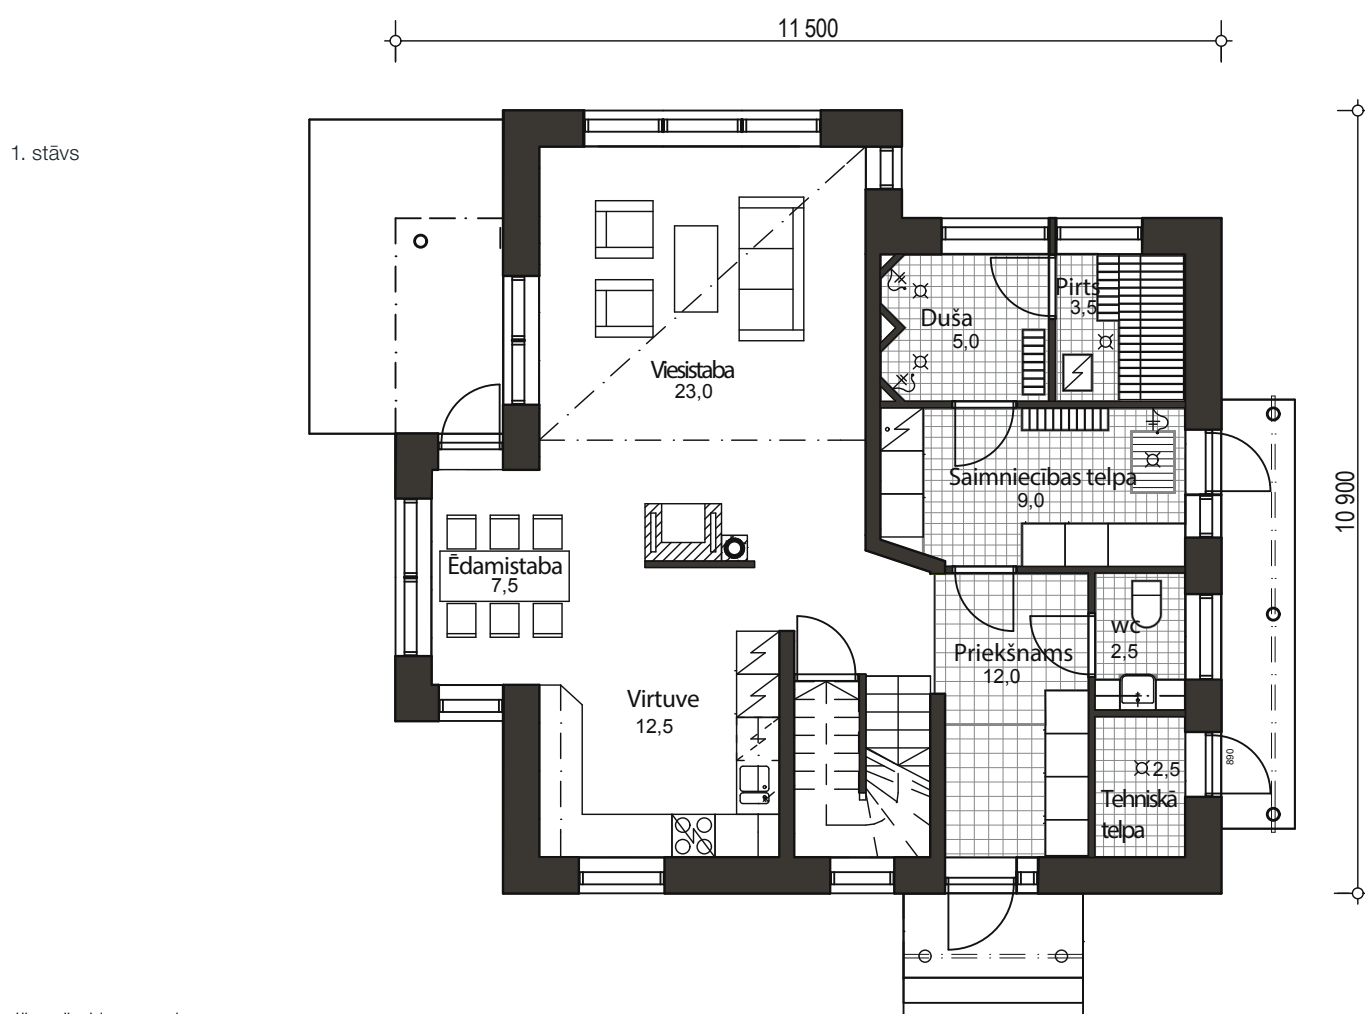 11 500
1. stāvs
10 900
Pirts
3,5
Duša
5,0
Viesistaba
23,0
Saimniecības telpa
9,0
Ēdamistaba
7,5
wc
2,5
Priekšnams
12,0
Virtuve
12,5
890
2,5
Tehniskā
telpa